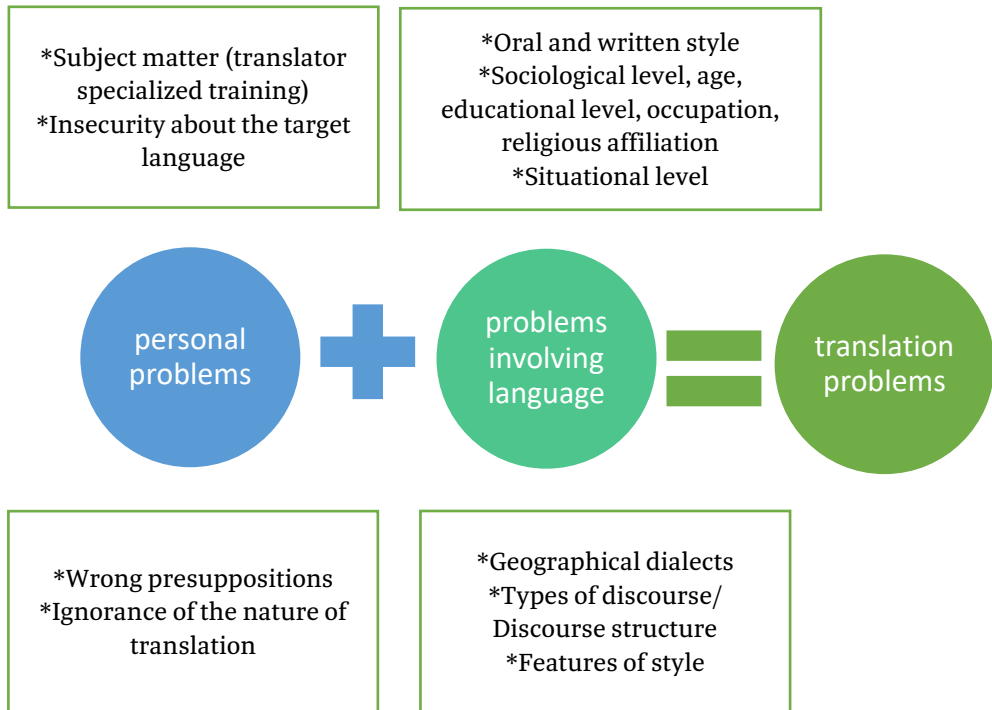 *Subject matter (translator
specialized training)
*Insecurity about the target
language
*Oral and written style
*Sociological level, age,
educational level, occupation,
religious affiliation
*Situational level
personal
problems
problems
involving
language
translation
problems
*Wrong presuppositions
*Ignorance of the nature of
translation
*Geographical dialects
*Types of discourse/
Discourse structure
*Features of style